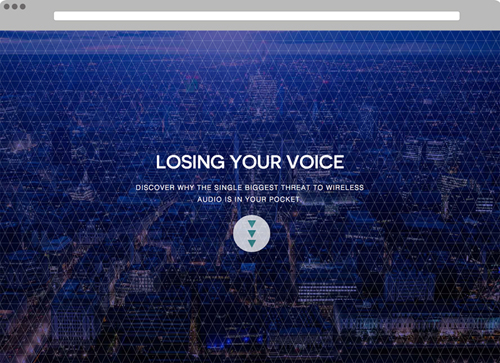 LOSING YOUR VOICE
DISCOVER WHY THE SINGLE BIGGEST THREAT TO WIRELESS
AUDIO IS IN YOUR POCKET.